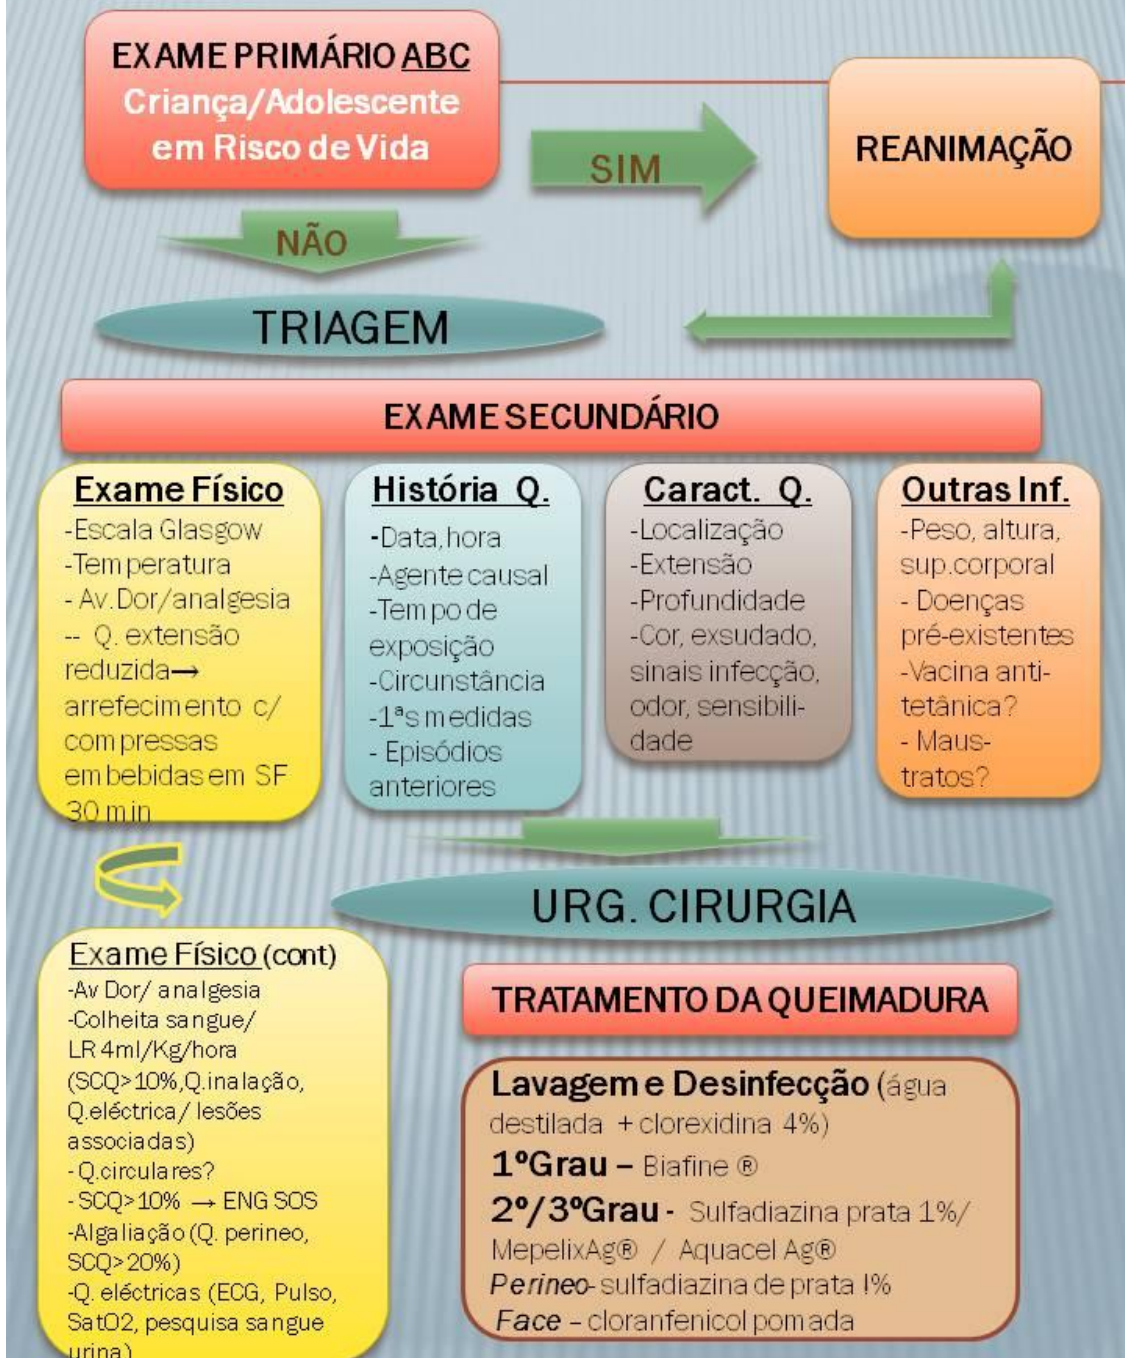 EXAME PRIMÁRIO ABC
Criança/Adolescente
em Risco de Vida
SIM
REANIMAÇÃO
NÃO
TRIAGEM
EXAME SECUNDÁRIO
Exame Físico
-Escala Glasgow
-Temperatura
- Av.Dor/analgesia
-- Q. extensão
reduzida→
arrefecimento c/
compressas
embebidas em SF
30 min
História Q.
-Data,hora
-Agente causal
-Tempo de
exposição
-Circunstância
-1ªs medidas
- Episódios
anteriores
Caract. Q.
-Localização
-Extensão
-Profundidade
-Cor, exsudado,
sinais infecção,
odor, sensibili-
dade
Outras Inf.
-Peso, altura,
sup.corporal
- Doenças
pré-existentes
-Vacina anti-
tetânica?
- Maus-
tratos?
URG. CIRURGIA
Exame Físico (cont)
-Av Dor/ analgesia
-Colheita sangue/
LR 4ml/Kg/hora
(SCQ>10%,Q.inalação,
Q.eléctrica/ lesões
associadas)
- Q.circulares?
- SCQ>10% → ENG SOS
-Algaliação (Q. perineo,
SCQ>20%)
-Q. eléctricas (ECG, Pulso,
SatO2, pesquisa sangue
urina)
TRATAMENTO DA QUEIMADURA
Lavagem e Desinfecção (água
destilada + clorexidina 4%)
1ºGrau – Biafine ®
2º/3ºGrau - Sulfadiazina prata 1%/
MepelixAg® / Aquacel Ag®
Perineo- sulfadiazina de prata I%
Face – cloranfenicol pomada